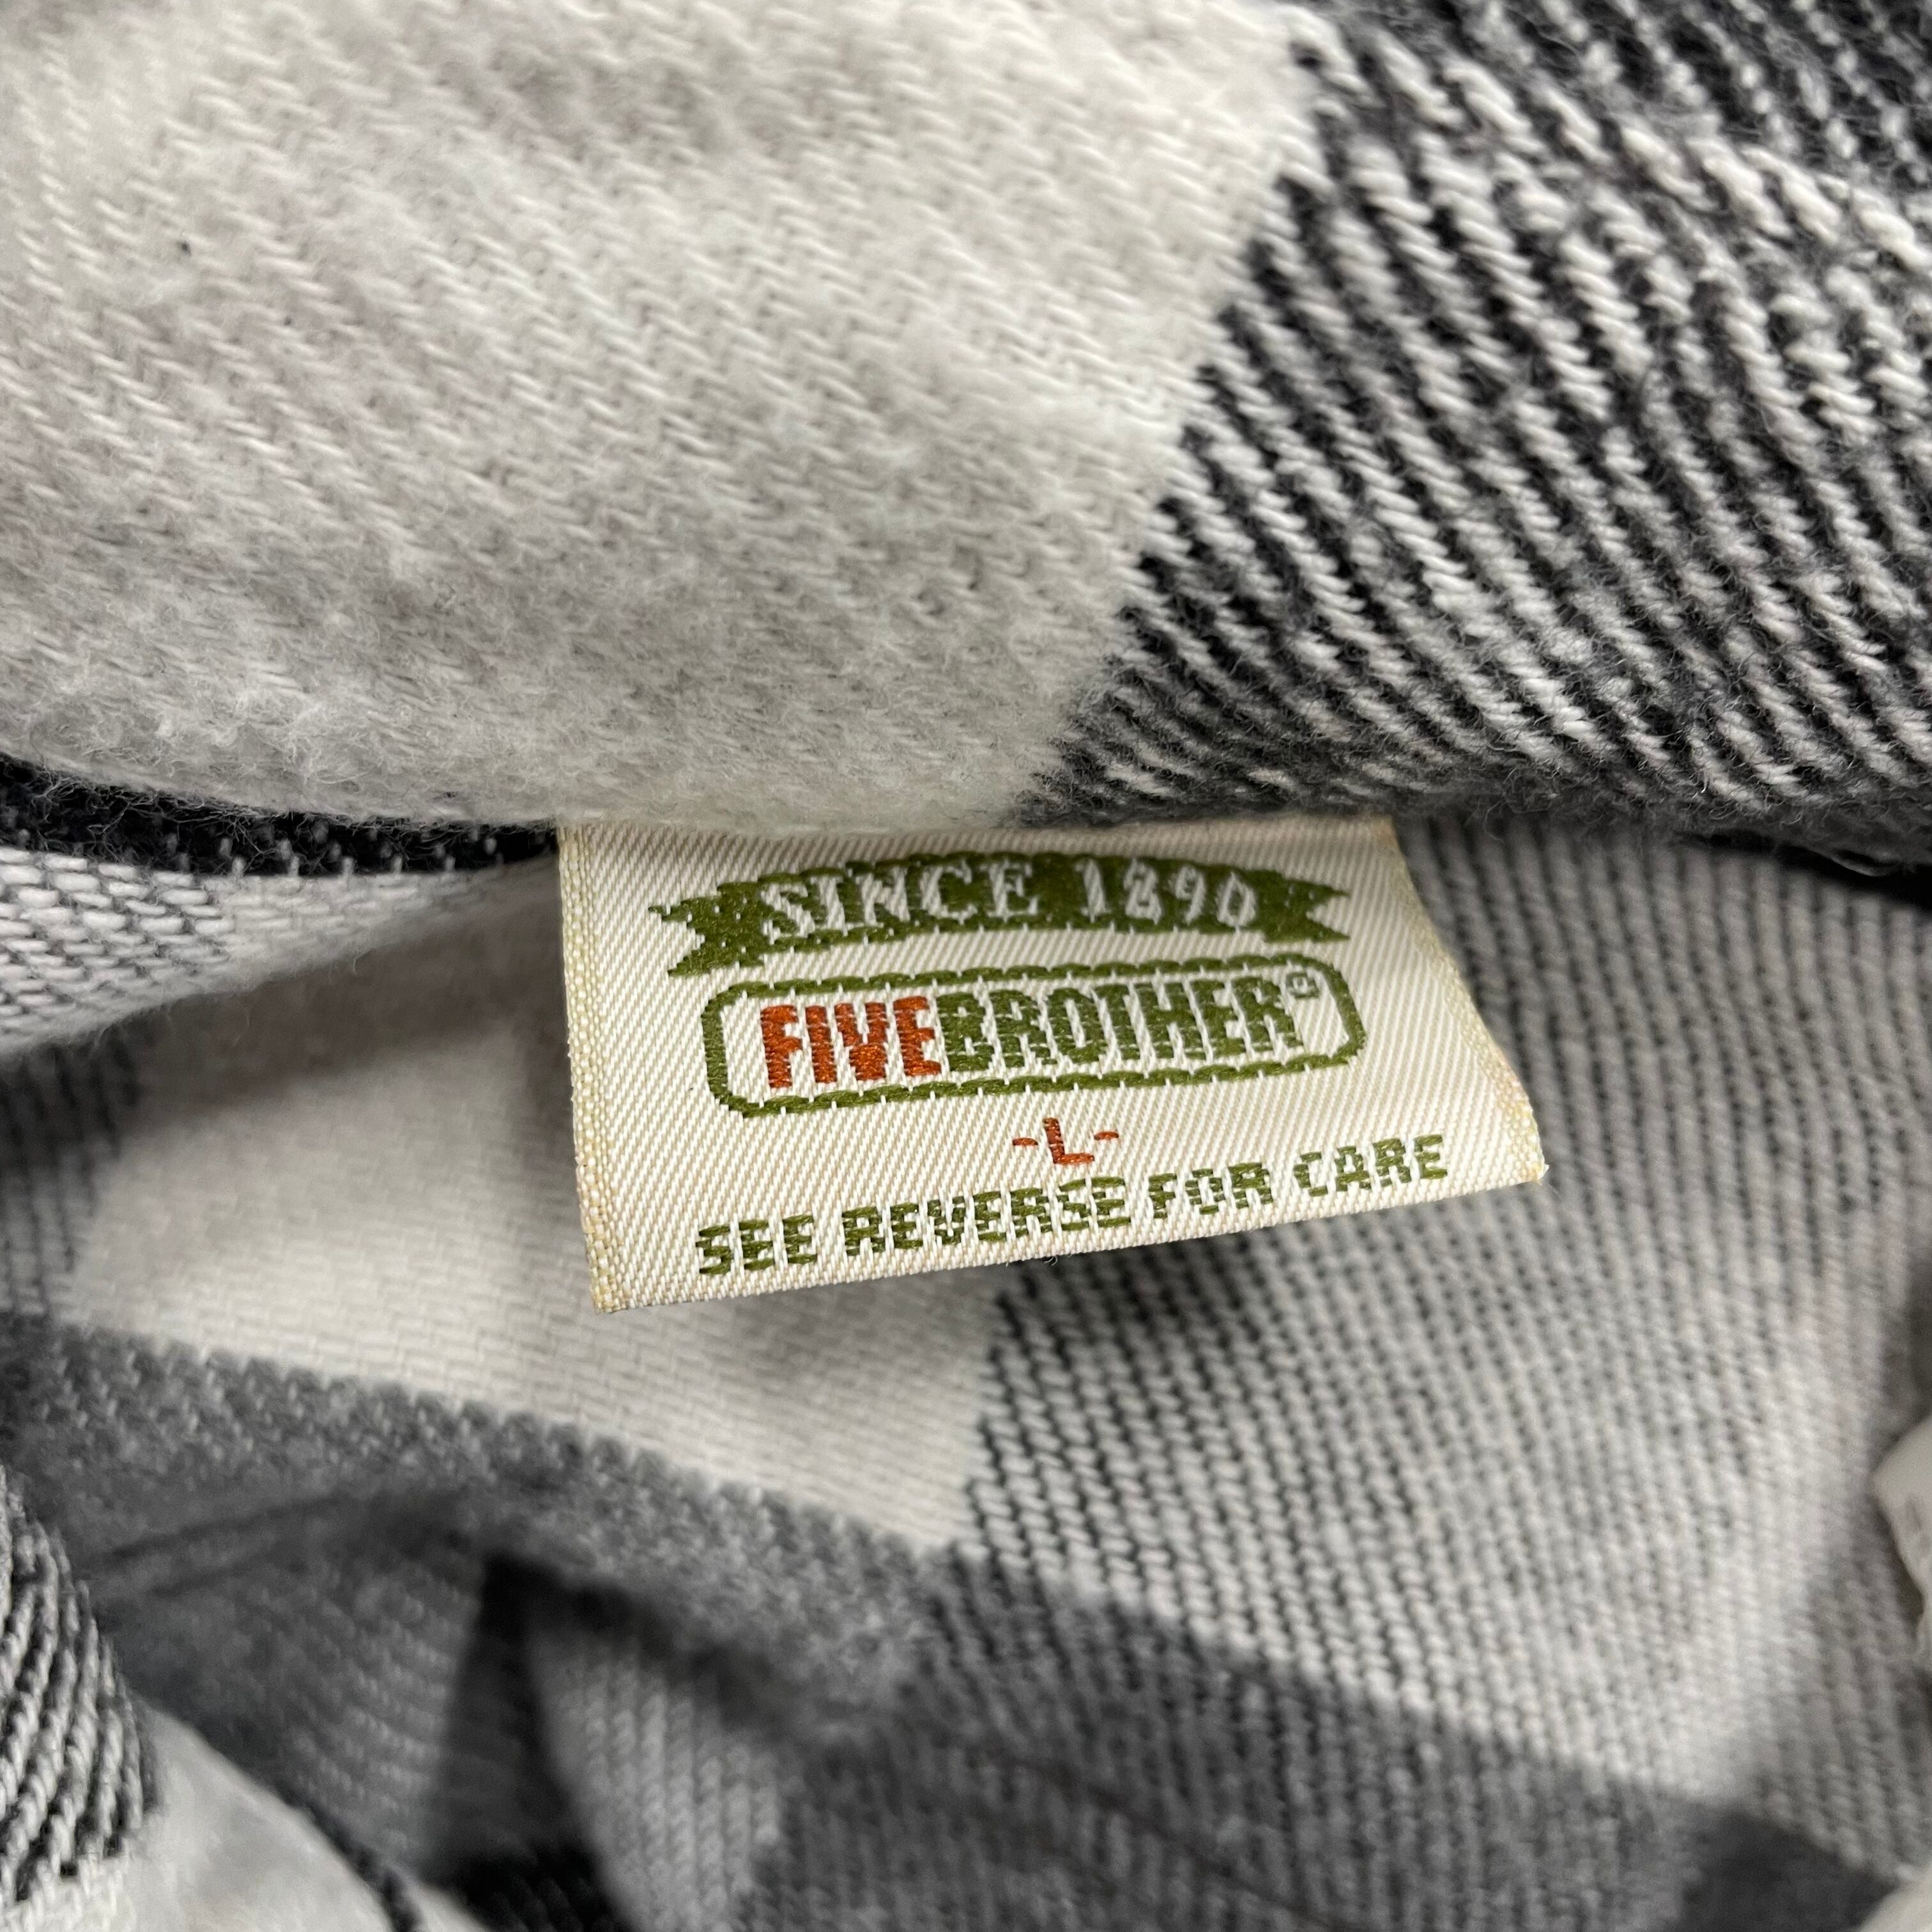 SINCE 1890
FIVEBROTHER®
-L-
SEE REVERSE FOR CARE